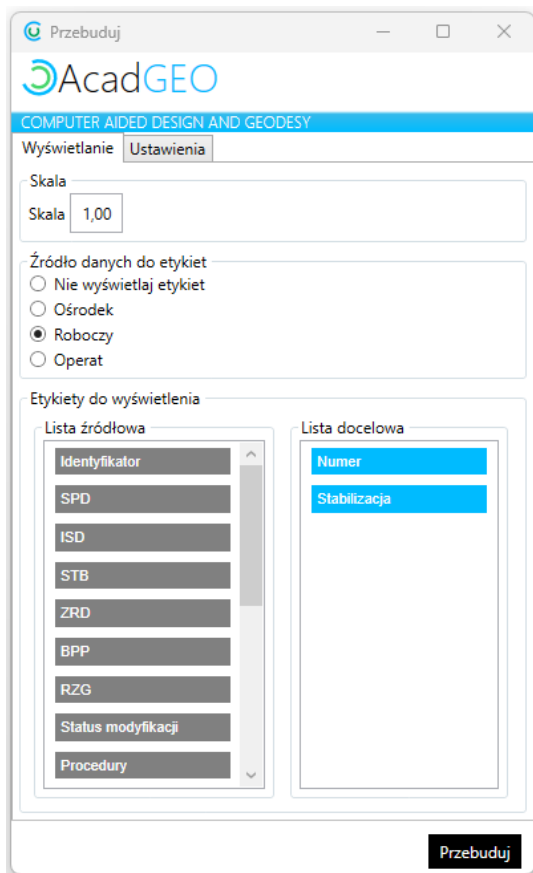 Przebuduj
AcadGEO
COMPUTER AIDED DESIGN AND GEODESY
Wyświetlanie Ustawienia
Skala
Skala 1,00
Źródło danych do etykiet
Nie wyświetlaj etykiet
Ośrodek
Roboczy
Operat
Etykiety do wyświetlenia
Lista źródłowa
Identyfikator
SPD
ISD
STB
ZRD
BPP
RZG
Status modyfikacji
Procedury
Lista docelowa
Numer
Stabilizacja
Przebuduj